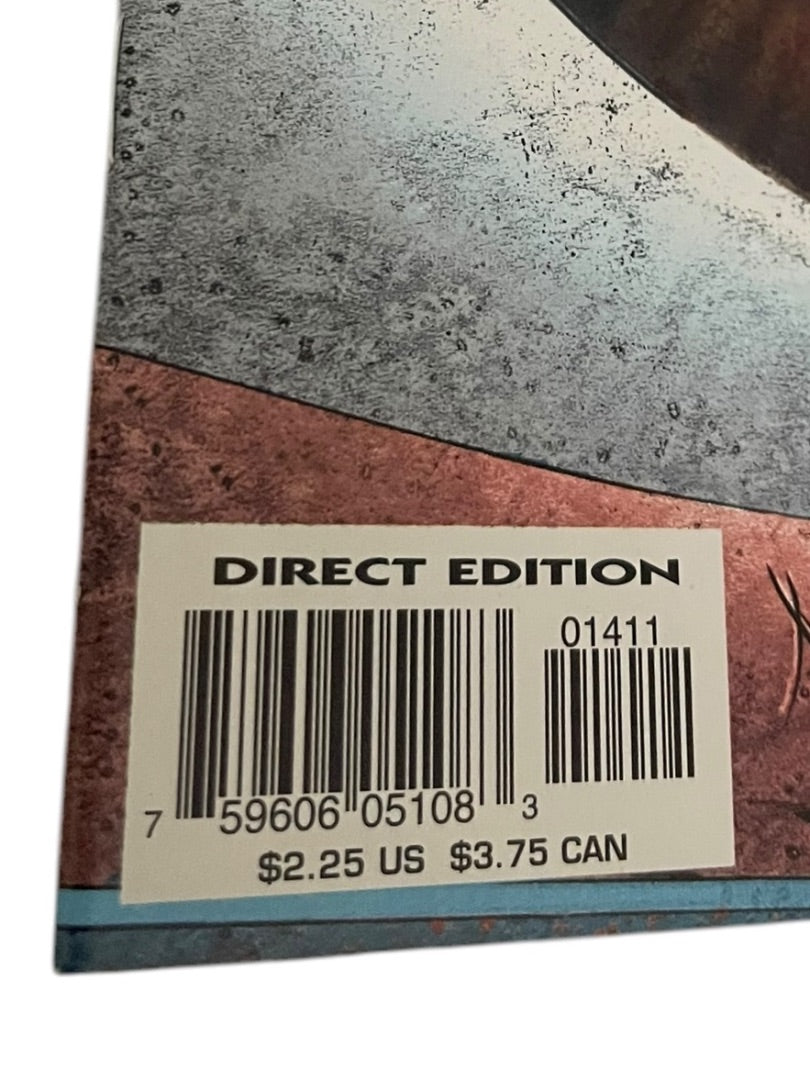 DIRECT EDITION
01411
7 59606 05108 3
$2.25 US $3.75 CAN